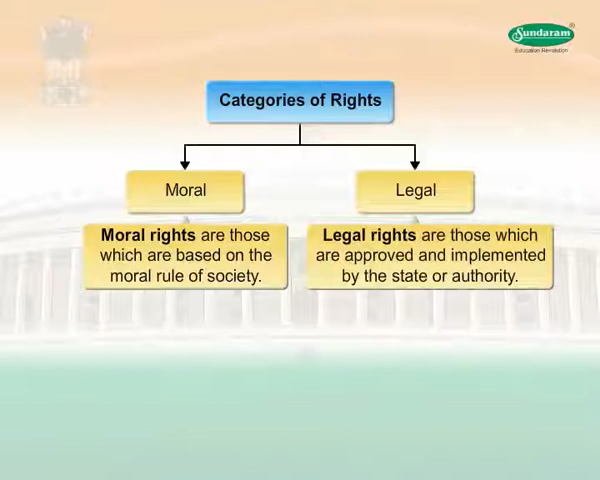 Sundaram
Education Revolution
Categories of Rights
Moral
Legal
Moral rights are those
which are based on the
moral rule of society.
Legal rights are those which
are approved and implemented
by the state or authority.